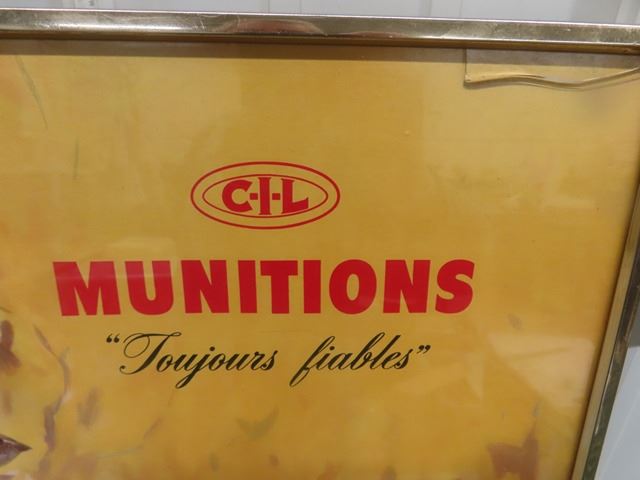 C-I-L
MUNITIONS
“Toujours fiables”